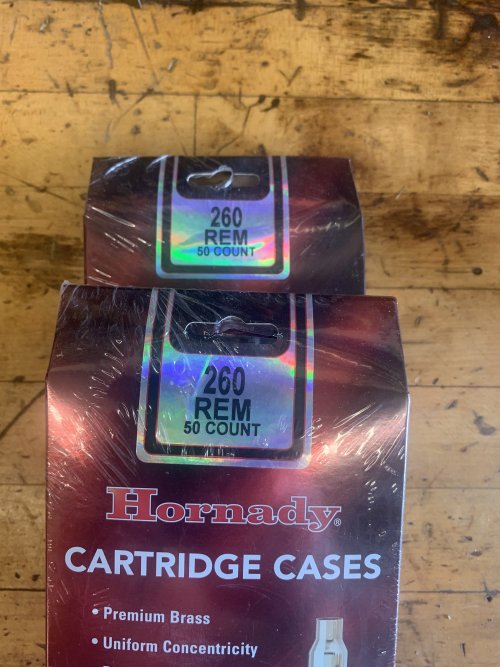 260
REM
50 COUNT
260
REM
50 COUNT
Hornady®
CARTRIDGE CASES
• Premium Brass
• Uniform Concentricity